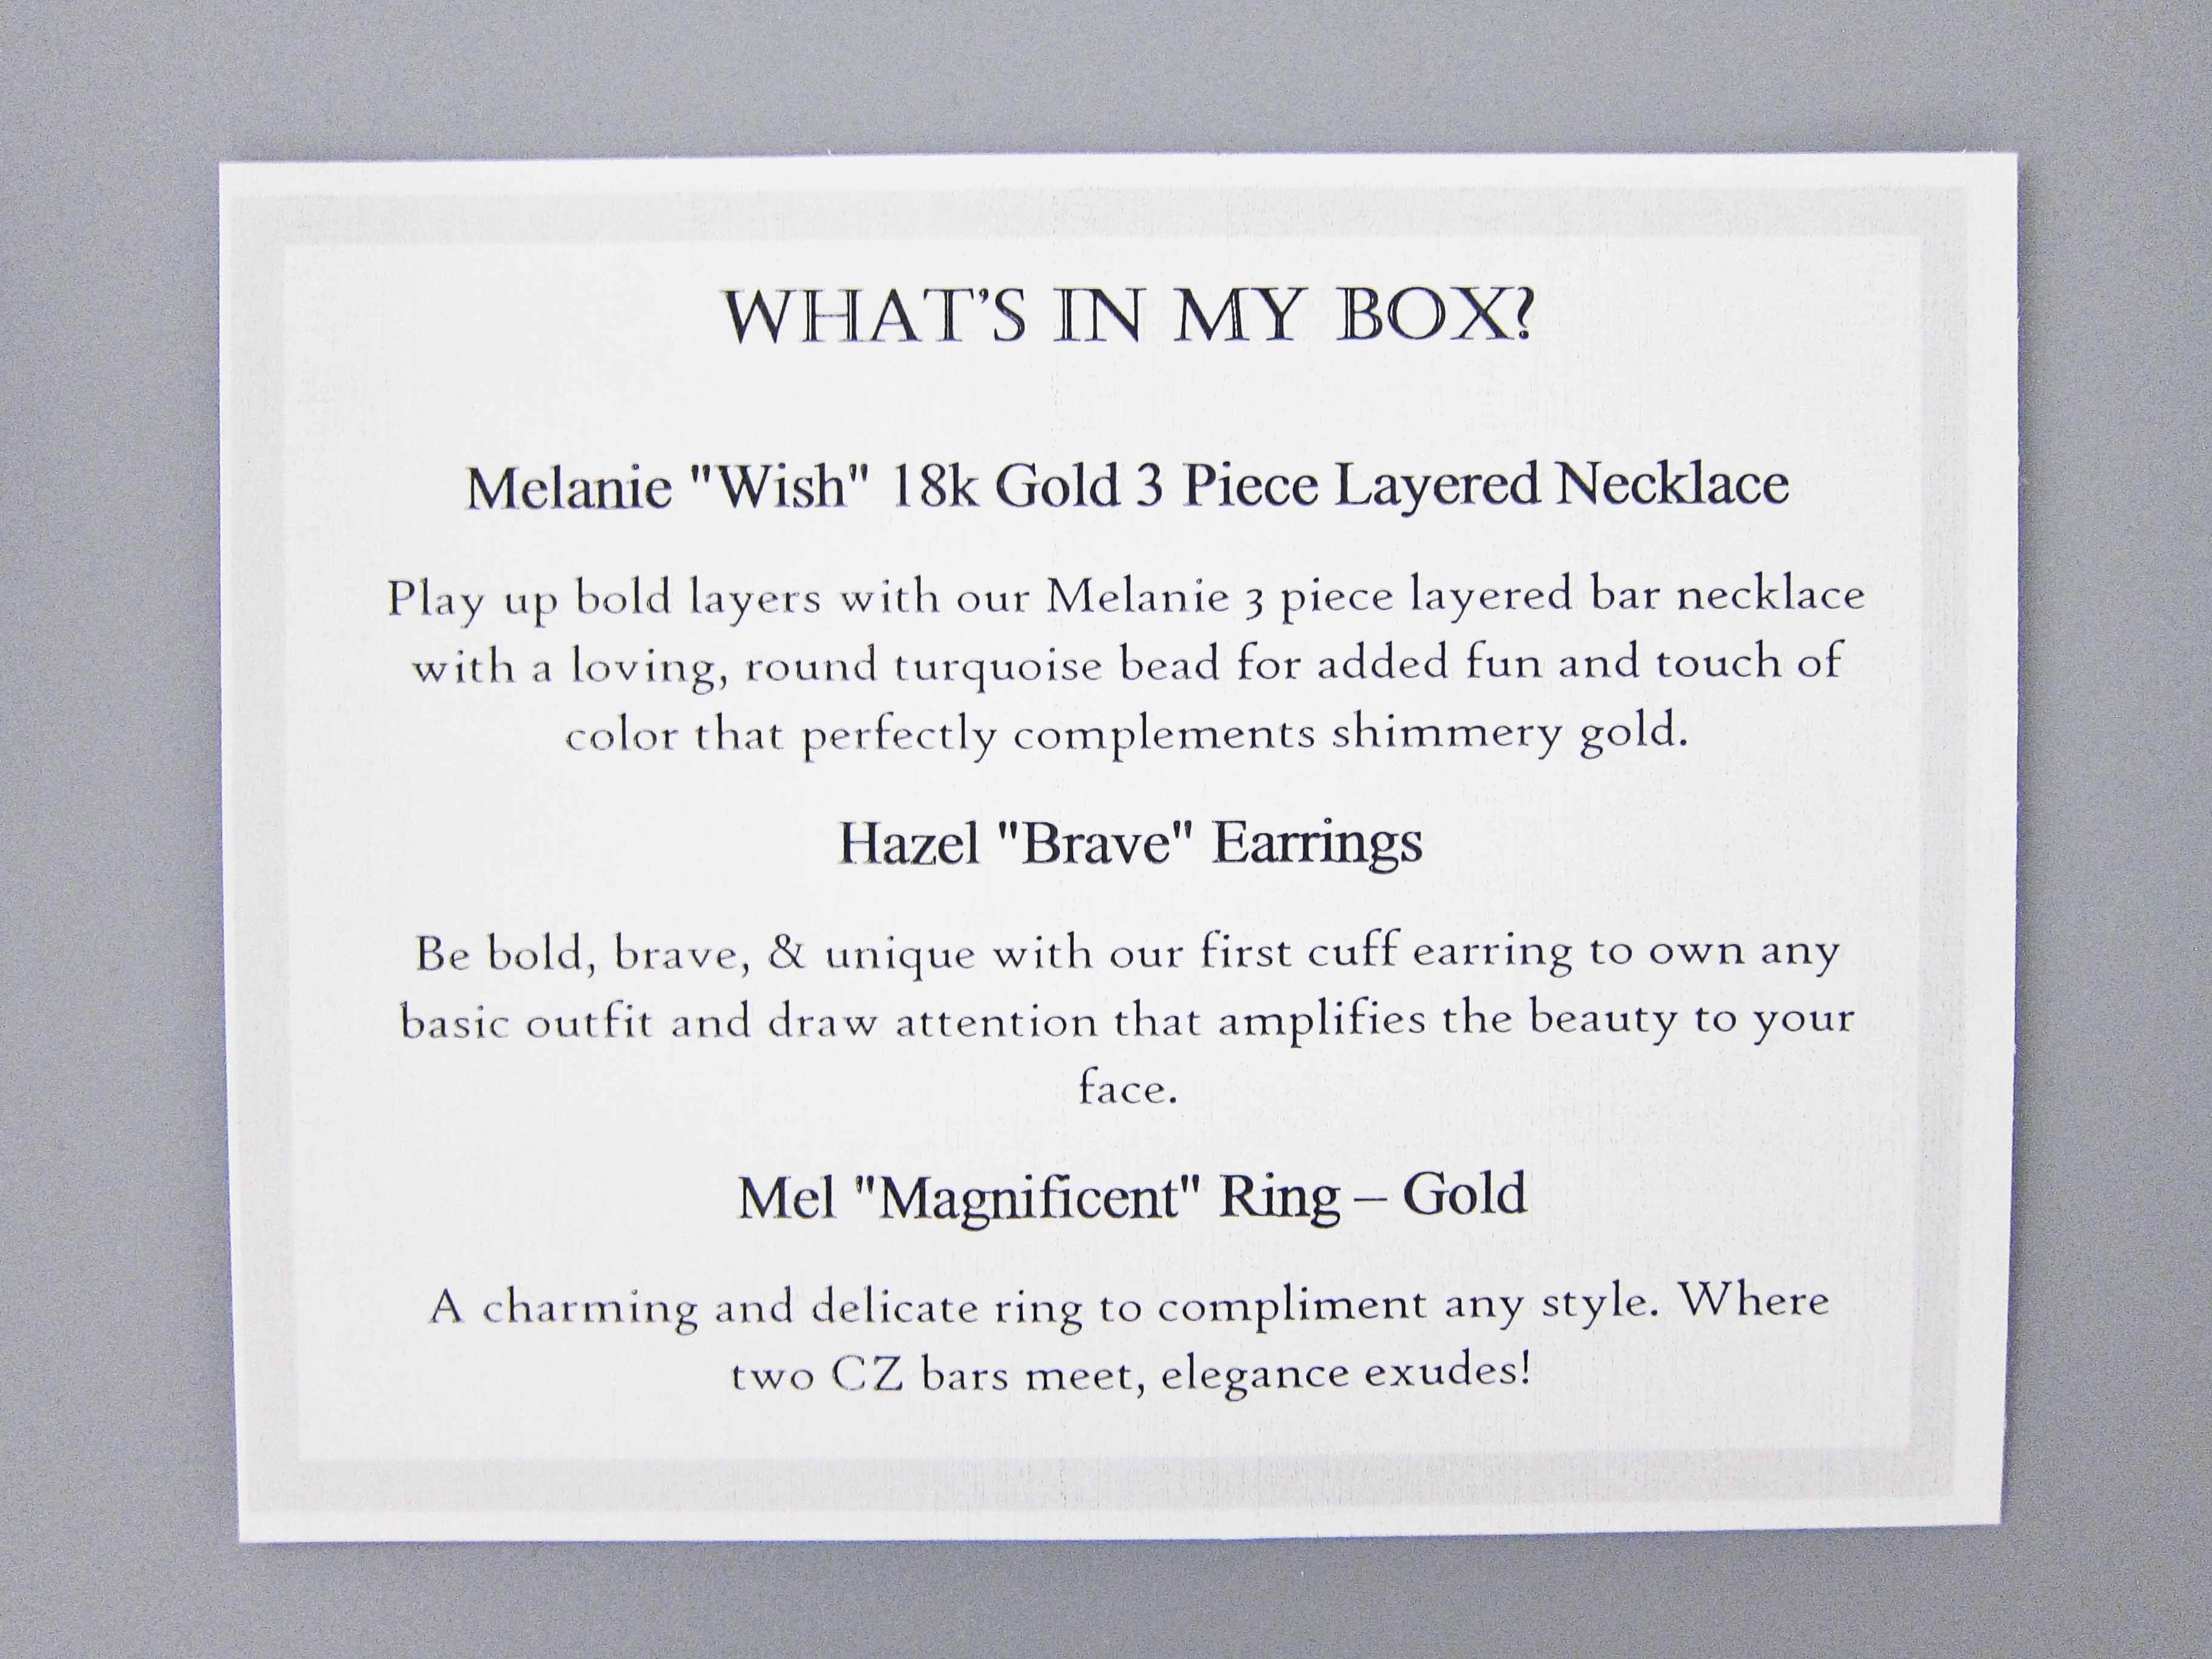 WHAT'S IN MY BOX?
Melanie "Wish" 18k Gold 3 Piece Layered Necklace
Play up bold layers with our Melanie 3 piece layered bar necklace
with a loving, round turquoise bead for added fun and touch of
color that perfectly complements shimmery gold.
Hazel "Brave" Earrings
Be bold, brave, & unique with our first cuff earring to own any
basic outfit and draw attention that amplifies the beauty to your
face.
Mel "Magnificent" Ring – Gold
A charming and delicate ring to compliment any style. Where
two CZ bars meet, elegance exudes!